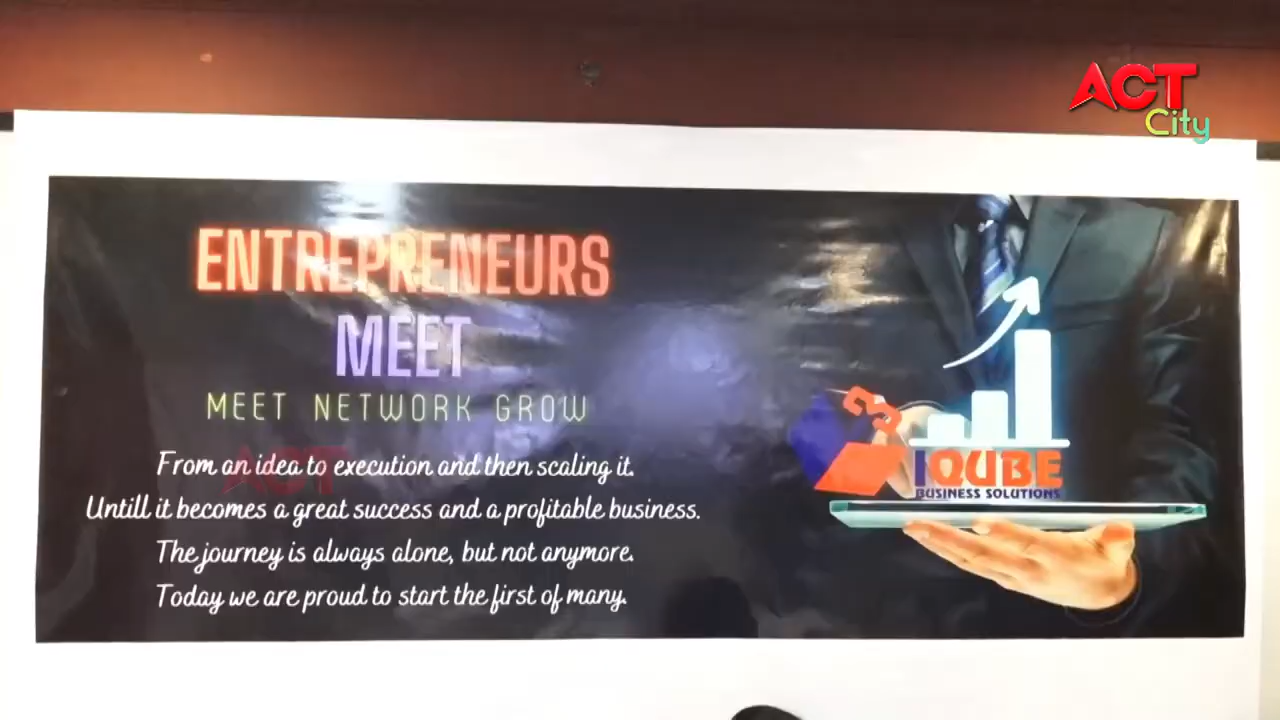 ACT
City
ENTREPRENEURS
MEET
MEET NETWORK GROW
From an idea to execution and then scaling it.
Untill it becomes a great success and a profitable business.
The journey is always alone, but not anymore.
Today we are proud to start the first of many.
ACT
IQUBE
BUSINESS SOLUTIONS